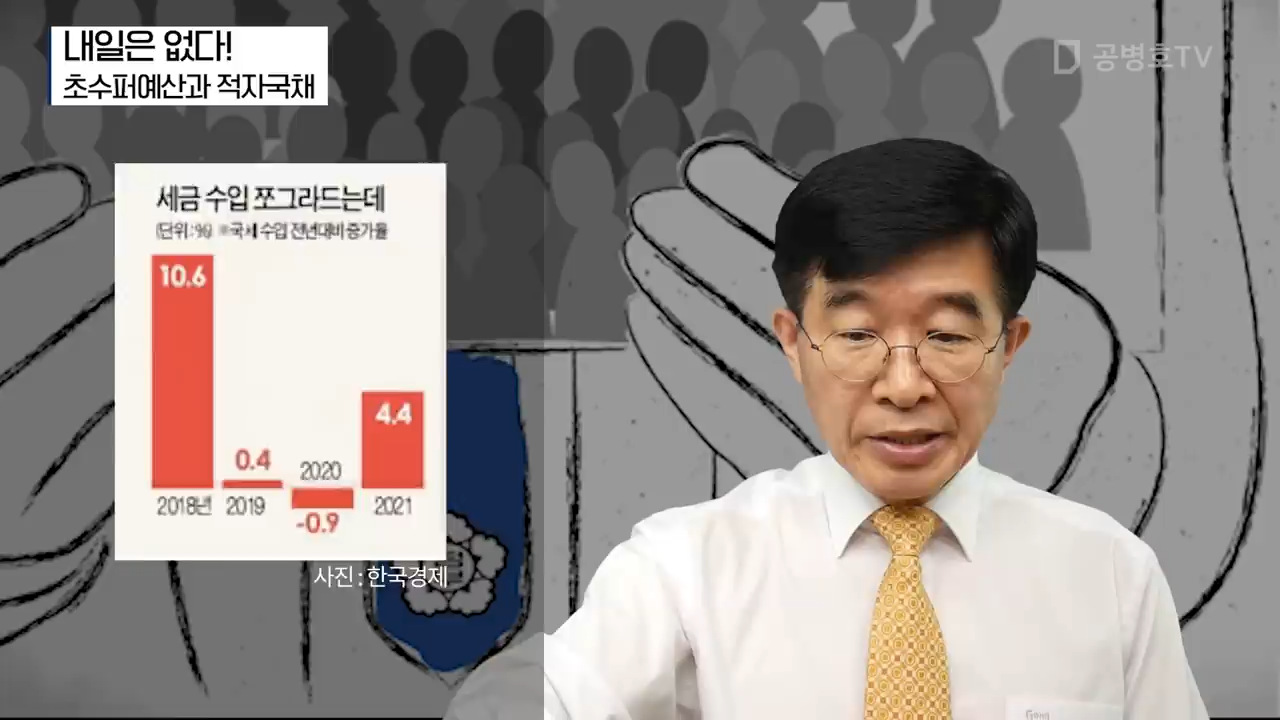 내일은 없다!
초수퍼예산과 적자국채
공병호TV
세금 수입 쪼그라드는데
(단위:%) ※국세 수입 전년대비 증가율
10.6
0.4
2020
4.4
2018년
2019
-0.9
2021
사진 : 한국경제